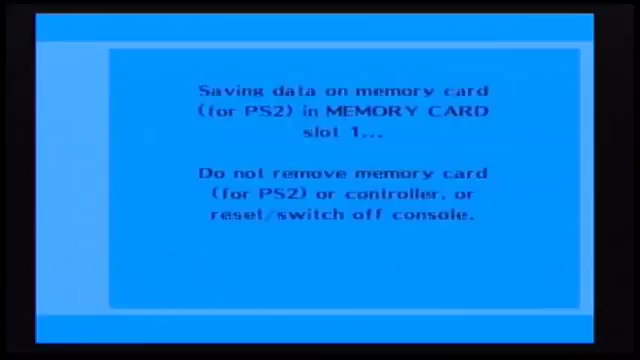 Saving data on memory card
(for PS2) in MEMORY CARD
slot 1...
Do not remove memory card
(for PS2) or controller, or
reset/switch off console.